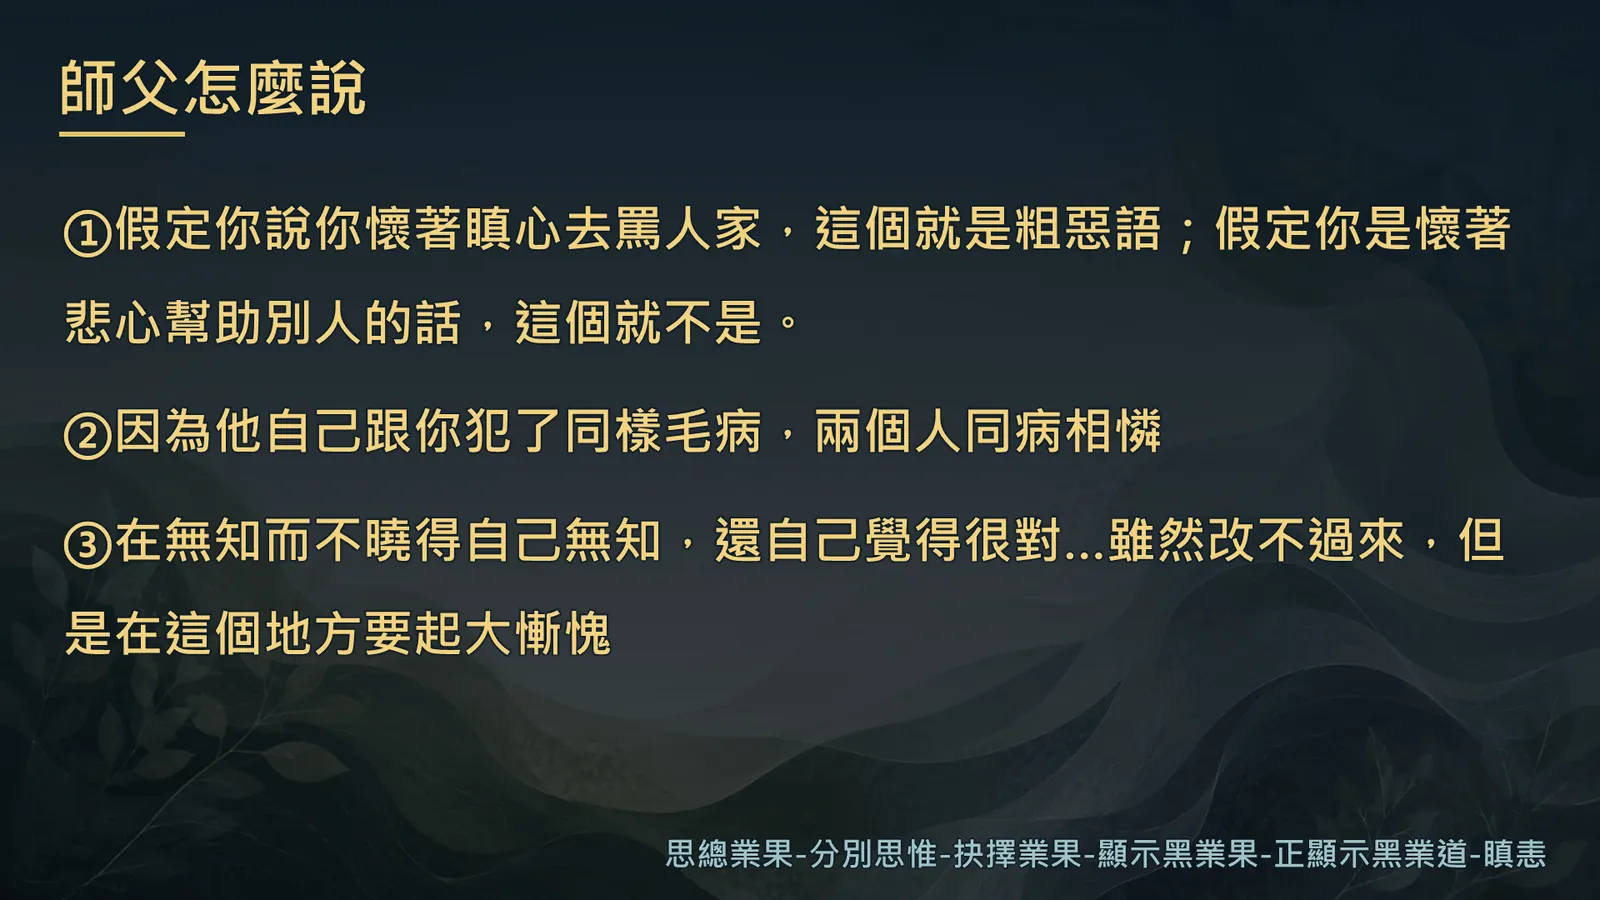 師父怎麼說
①假定你說你懷著瞋心去罵人家，這個就是粗惡語；假定你是懷著
悲心幫助別人的話，這個就不是。
②因為他自己跟你犯了同樣毛病，兩個人同病相憐
③在無知而不曉得自己無知，還自己覺得很對...雖然改不過來，但
是在這個地方要起大慚愧
思總業果-分別思惟-抉擇業果-顯示黑業果-正顯示黑業道-瞋恚